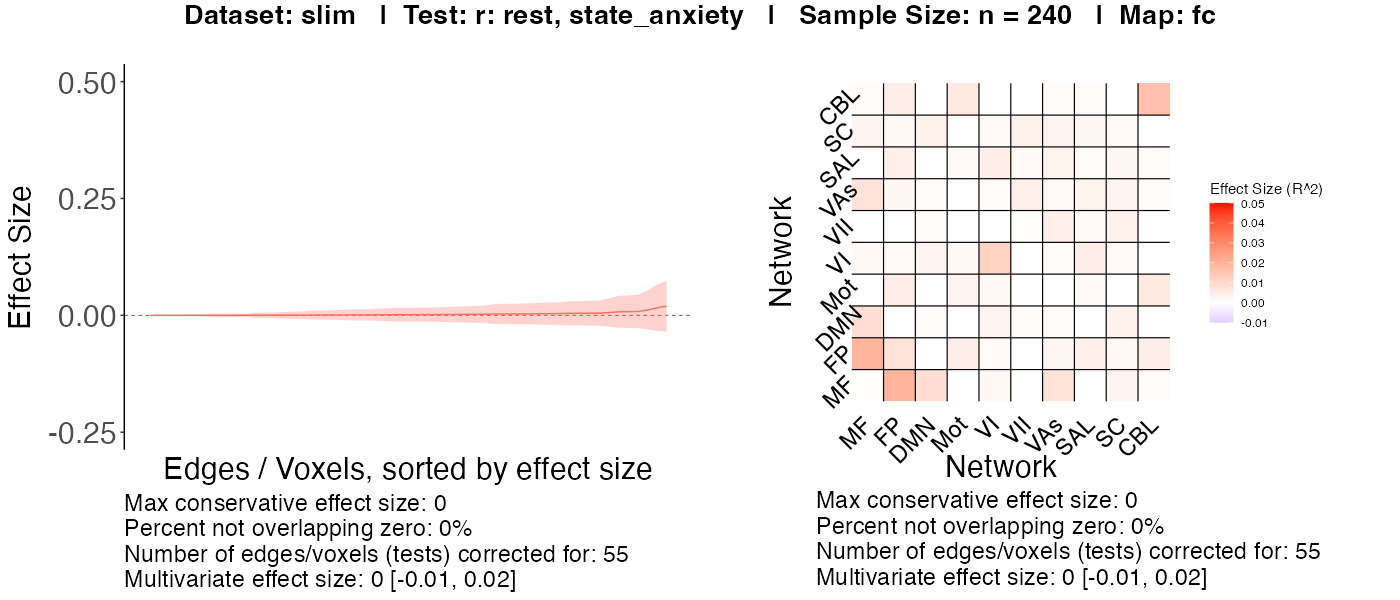 Dataset: slim | Test: r: rest, state_anxiety | Sample Size: n = 240 | Map: fc
Effect Size
0.50
0.25
0.00
-0.25
Edges / Voxels, sorted by effect size
Max conservative effect size: 0
Percent not overlapping zero: 0%
Number of edges/voxels (tests) corrected for: 55
Multivariate effect size: 0 [-0.01, 0.02]
Network
CBL
SC
SAL
VAs
VII
VI
Mot
DMN
FP
MF
MF FP DMN Mot VI VII VAs SAL SC CBL
Network
Effect Size (R^2)
0.05
0.04
0.03
0.02
0.01
0.00
-0.01
Max conservative effect size: 0
Percent not overlapping zero: 0%
Number of edges/voxels (tests) corrected for: 55
Multivariate effect size: 0 [-0.01, 0.02]